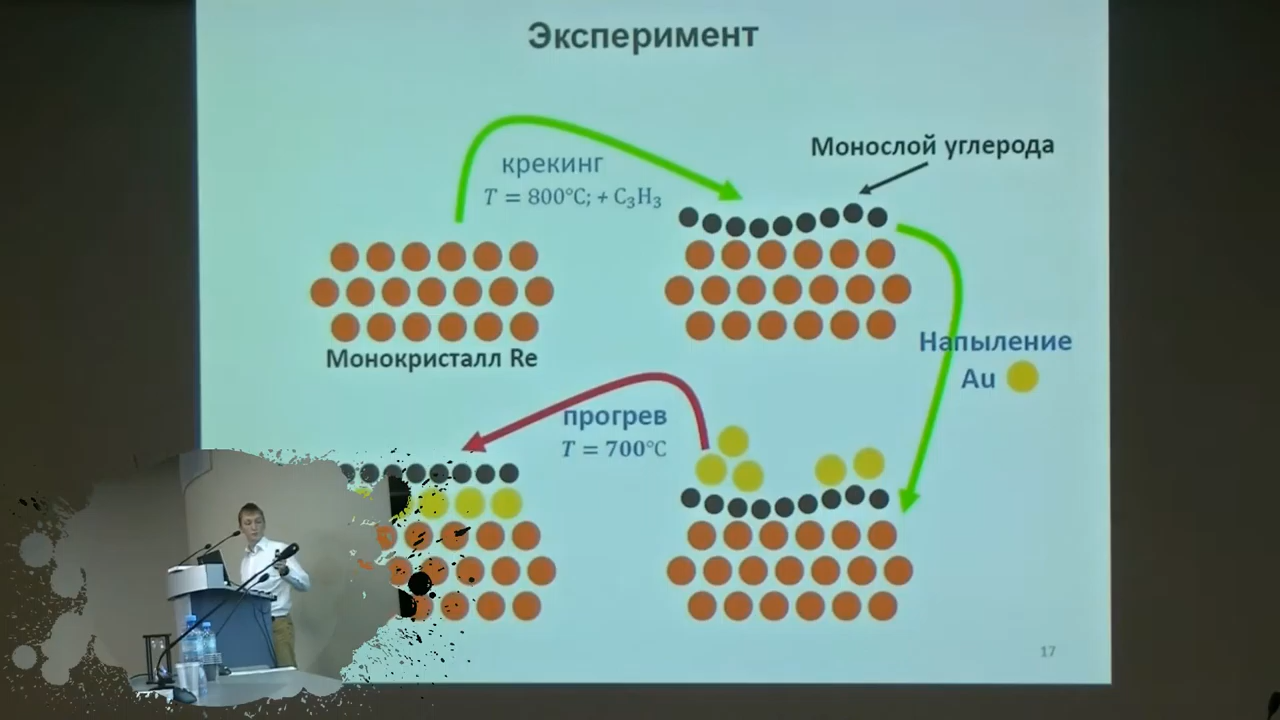 Эксперимент
крекинг
T = 800°C; + C₃H₃
Монослой углерода
Монокристалл Re
Напыление
Au
прогрев
T = 700°C
17